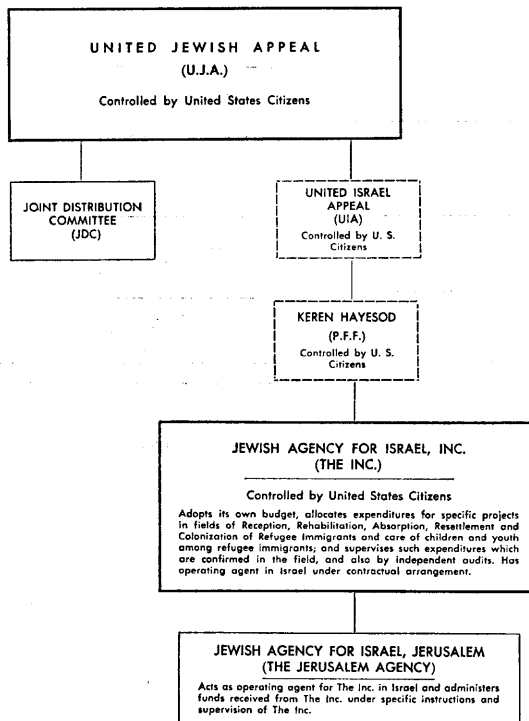 UNITED JEWISH APPEAL
(U.J.A.)
Controlled by United States Citizens
JOINT DISTRIBUTION
COMMITTEE
(JDC)
UNITED ISRAEL
APPEAL
(UIA)
Controlled by U. S.
Citizens
KEREN HAYESOD
(P.F.F.)
Controlled by U. S.
Citizens
JEWISH AGENCY FOR ISRAEL, INC.
(THE INC.)
Controlled by United States Citizens
Adopts its own budget, allocates expenditures for specific projects
in fields of Reception, Rehabilitation, Absorption, Resettlement and
Colonization of Refugee Immigrants and care of children and youth
among refugee immigrants; and supervises such expenditures which
are confirmed in the field, and also by independent audits. Has
operating agent in Israel under contractual arrangement.
JEWISH AGENCY FOR ISRAEL, JERUSALEM
(THE JERUSALEM AGENCY)
Acts as operating agent for The Inc. in Israel and administers
funds received from The Inc. under specific instructions and
supervision of The Inc.